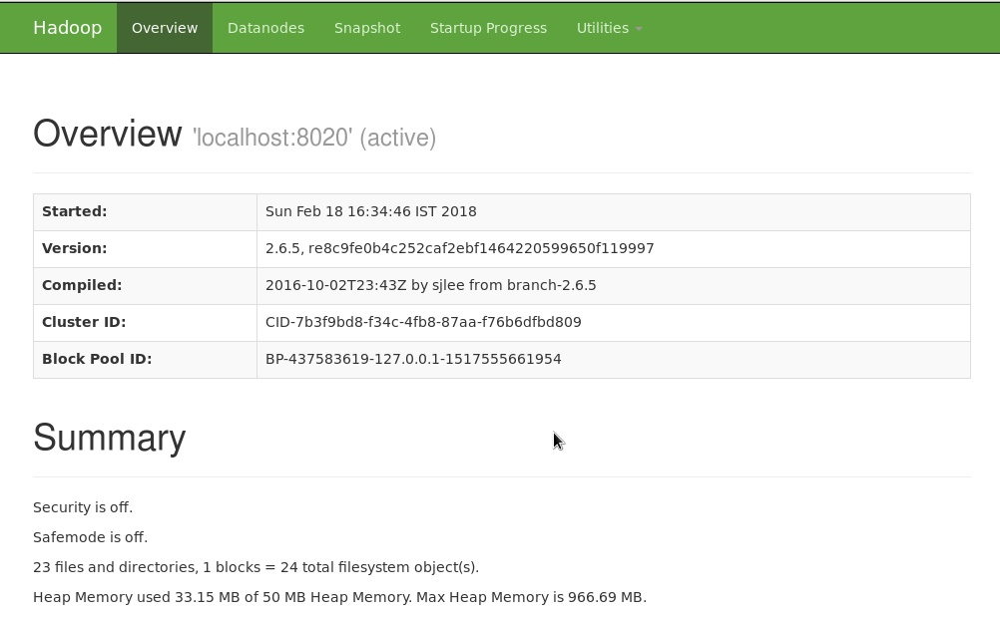 Hadoop Overview Datanodes Snapshot Startup Progress Utilities
Overview 'localhost:8020' (active)
Started: Sun Feb 18 16:34:46 IST 2018
Version: 2.6.5, re8c9fe0b4c252caf2ebf1464220599650f119997
Compiled: 2016-10-02T23:43Z by sjlee from branch-2.6.5
Cluster ID: CID-7b3f9bd8-f34c-4fb8-87aa-f76b6dfbd809
Block Pool ID: BP-437583619-127.0.0.1-1517555661954
Summary
Security is off.
Safemode is off.
23 files and directories, 1 blocks = 24 total filesystem object(s).
Heap Memory used 33.15 MB of 50 MB Heap Memory. Max Heap Memory is 966.69 MB.